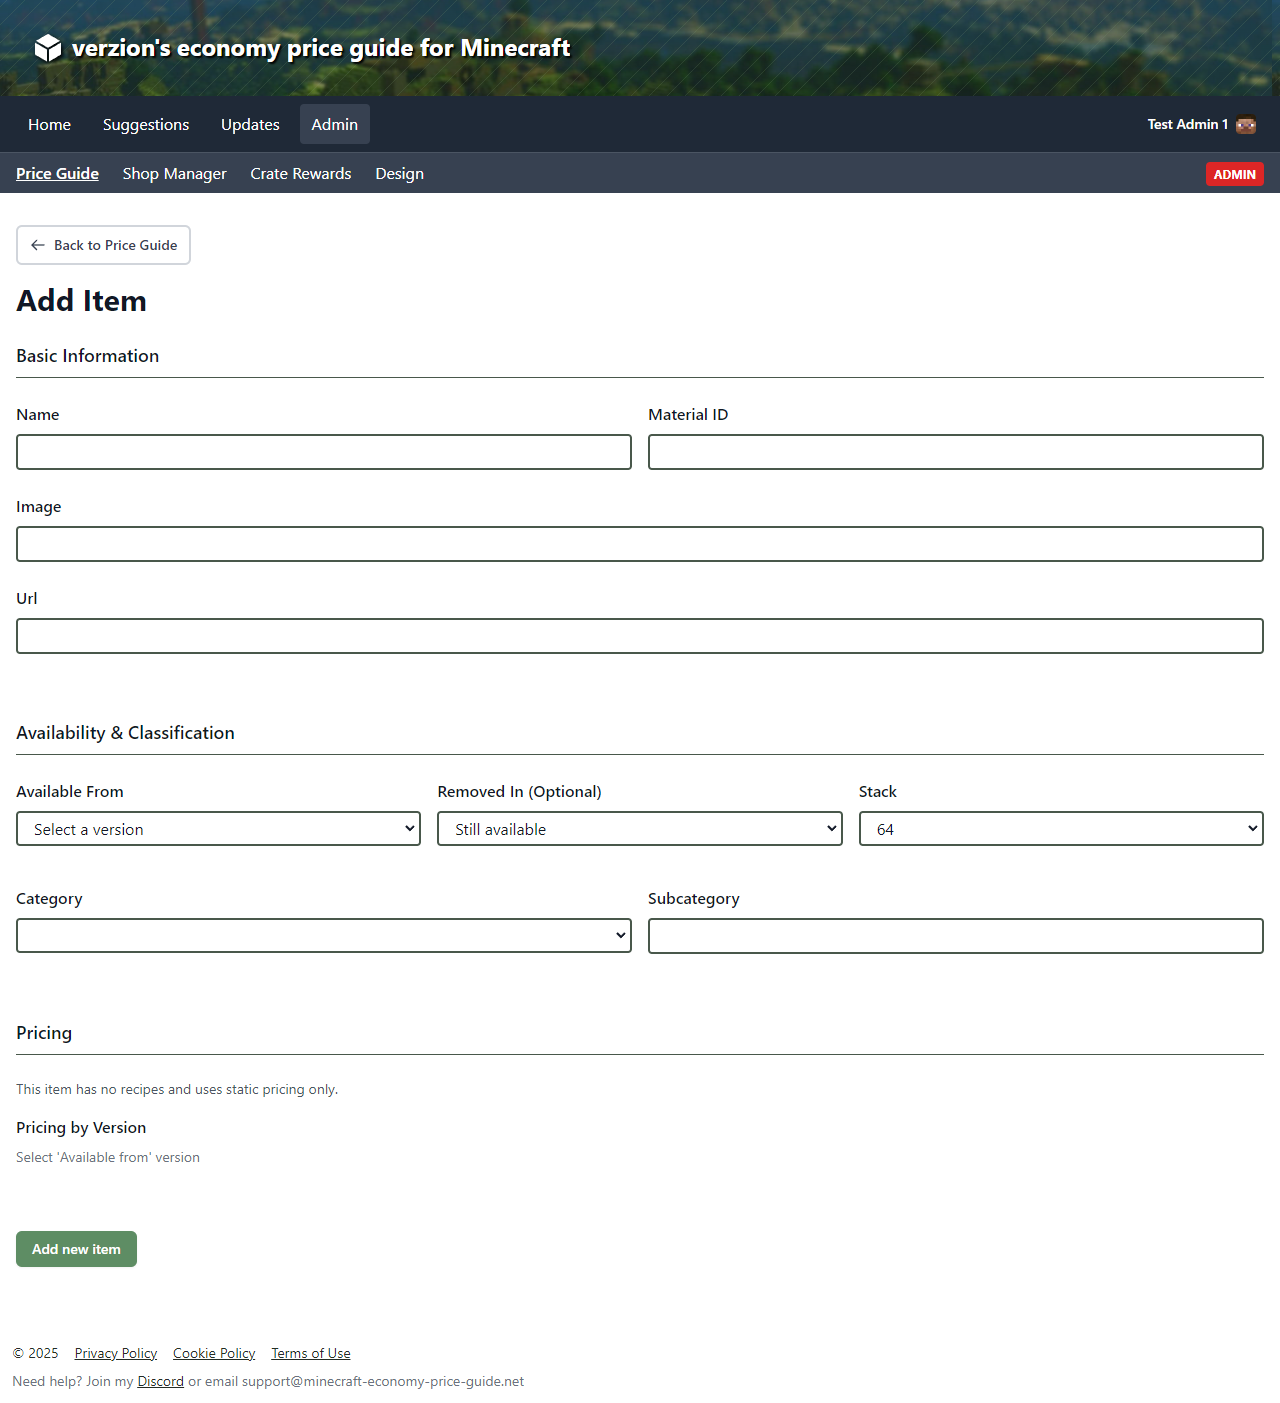 verzion's economy price guide for Minecraft
Home Suggestions Updates Admin Test Admin 1
Price Guide Shop Manager Crate Rewards Design ADMIN
Back to Price Guide
Add Item
Basic Information
Name Material ID
Image
Url
Availability & Classification
Available From Removed In (Optional) Stack
Select a version Still available 64
Category Subcategory
Pricing
This item has no recipes and uses static pricing only.
Pricing by Version
Select 'Available from' version
Add new item
© 2025 Privacy Policy Cookie Policy Terms of Use
Need help? Join my Discord or email support@minecraft-economy-price-guide.net